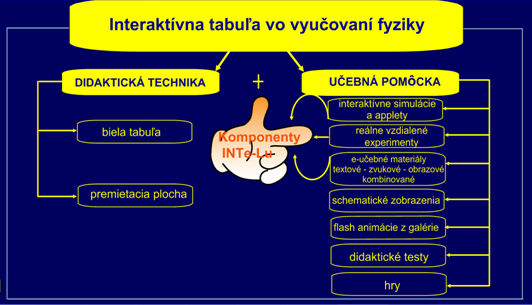 Interaktívna tabuľa vo vyučovaní fyziky
DIDAKTICKÁ TECHNIKA
+
UČEBNÁ POMÔCKA
biela tabuľa
premietacia plocha
Komponenty
INTe-Lu
interaktívne simulácie
a applety
reálne vzdialené
experimenty
e-učebné materiály
textové - zvukové - obrazové
kombinované
schematické zobrazenia
flash animácie z galérie
didaktické testy
hry